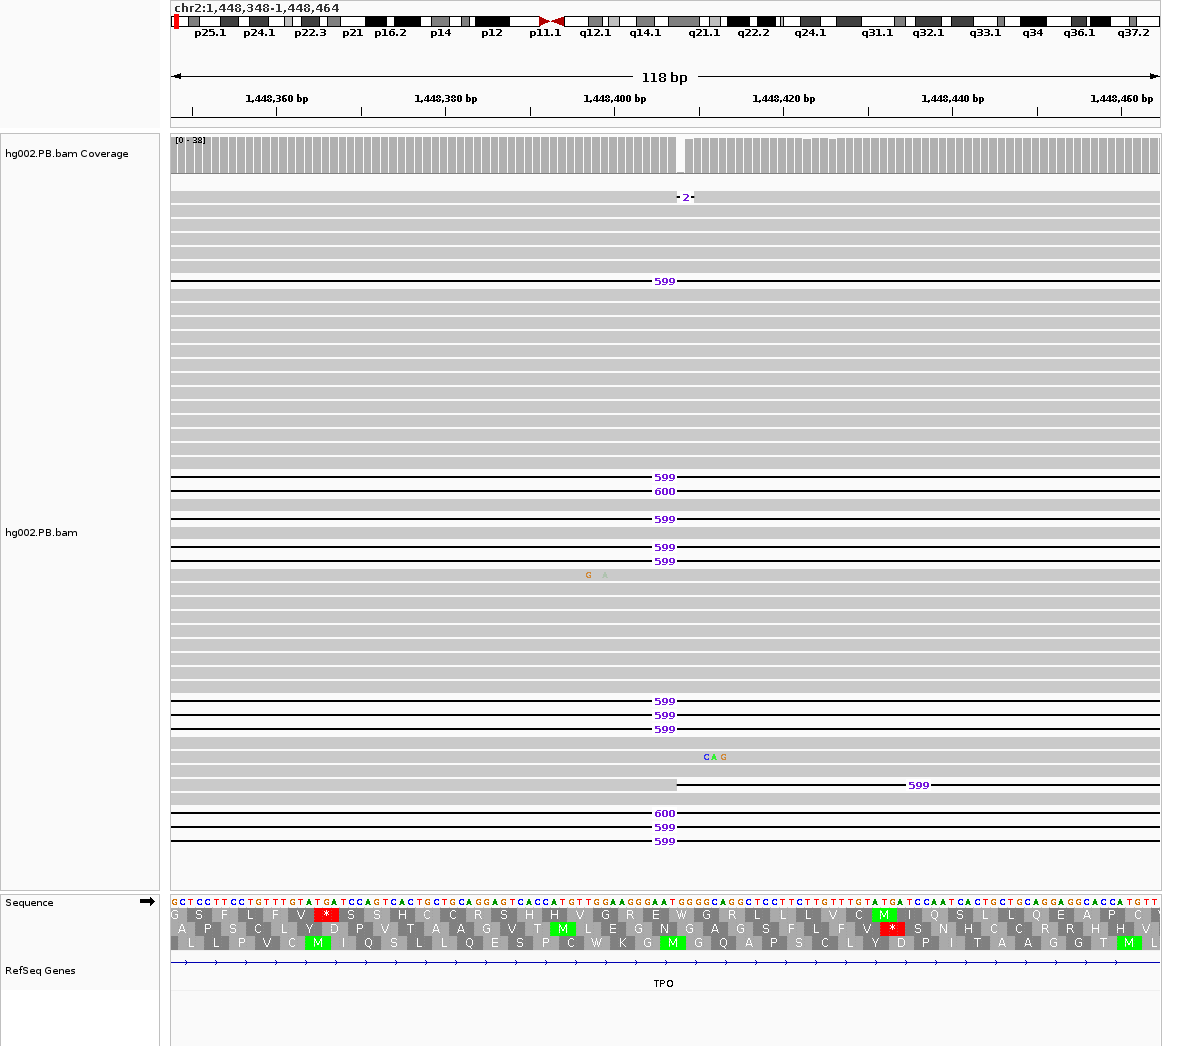 chr2:1,448,348-1,448,464
p25.1 p24.1 p22.3 p21 p16.2 p14 p12 p11.1 q12.1 q14.1 q21.1 q22.2 q24.1 q31.1 q32.1 q33.1 q34 q36.1 q37.2
118 bp
1,448,360 bp 1,448,380 bp 1,448,400 bp 1,448,420 bp 1,448,440 bp 1,448,460 bp
[0 - 38]
hg002.PB.bam Coverage
2
599
599
600
599
hg002.PB.bam
599
599
G A
599
599
599
C A G
599
600
599
599
Sequence
GCTCCTTCCTGTTTGTATGATCCAGTCACTGCTGCAGGAGTCACCATGTTGGAAGGGAATGGGGCAGGCTCCTTCTTGTTTGTATGATCCAATCACTGCTGCAGGAGGCACCATGTT
G S F L F V * S S H C C R S H H V G R E W G R L L L V C M I Q S L L Q E A P C V
A P S C L Y D P V T A A G V T M L E G N G A G S F L F V * S N H C C R R H H V
L L P V C M I Q S L L Q E S P C W K G M G Q A P S C L Y D P I T A A G G T M L
RefSeq Genes
TPO